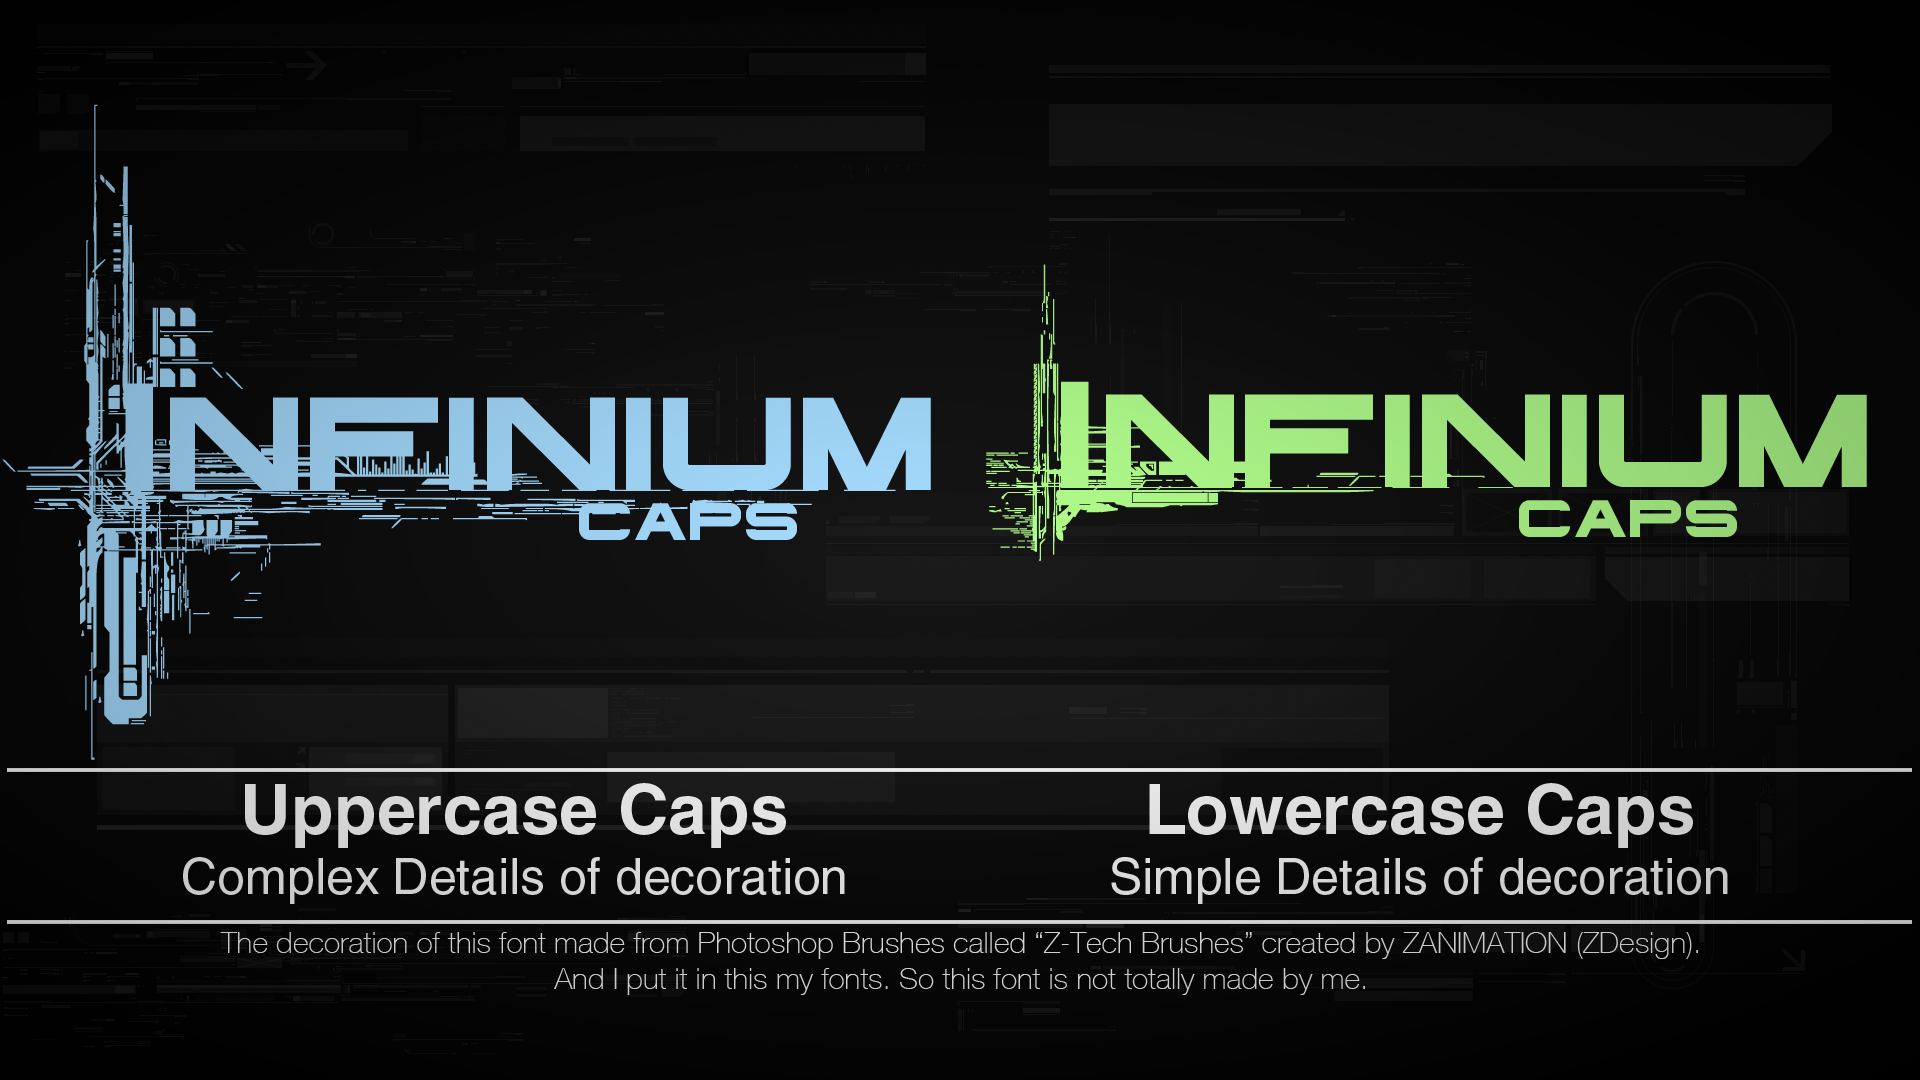 INFINIUM
CAPS
INFINIUM
CAPS
Uppercase Caps
Complex Details of decoration
Lowercase Caps
Simple Details of decoration
The decoration of this font made from Photoshop Brushes called “Z-Tech Brushes” created by ZANIMATION (ZDesign).
And I put it in this my fonts. So this font is not totally made by me.